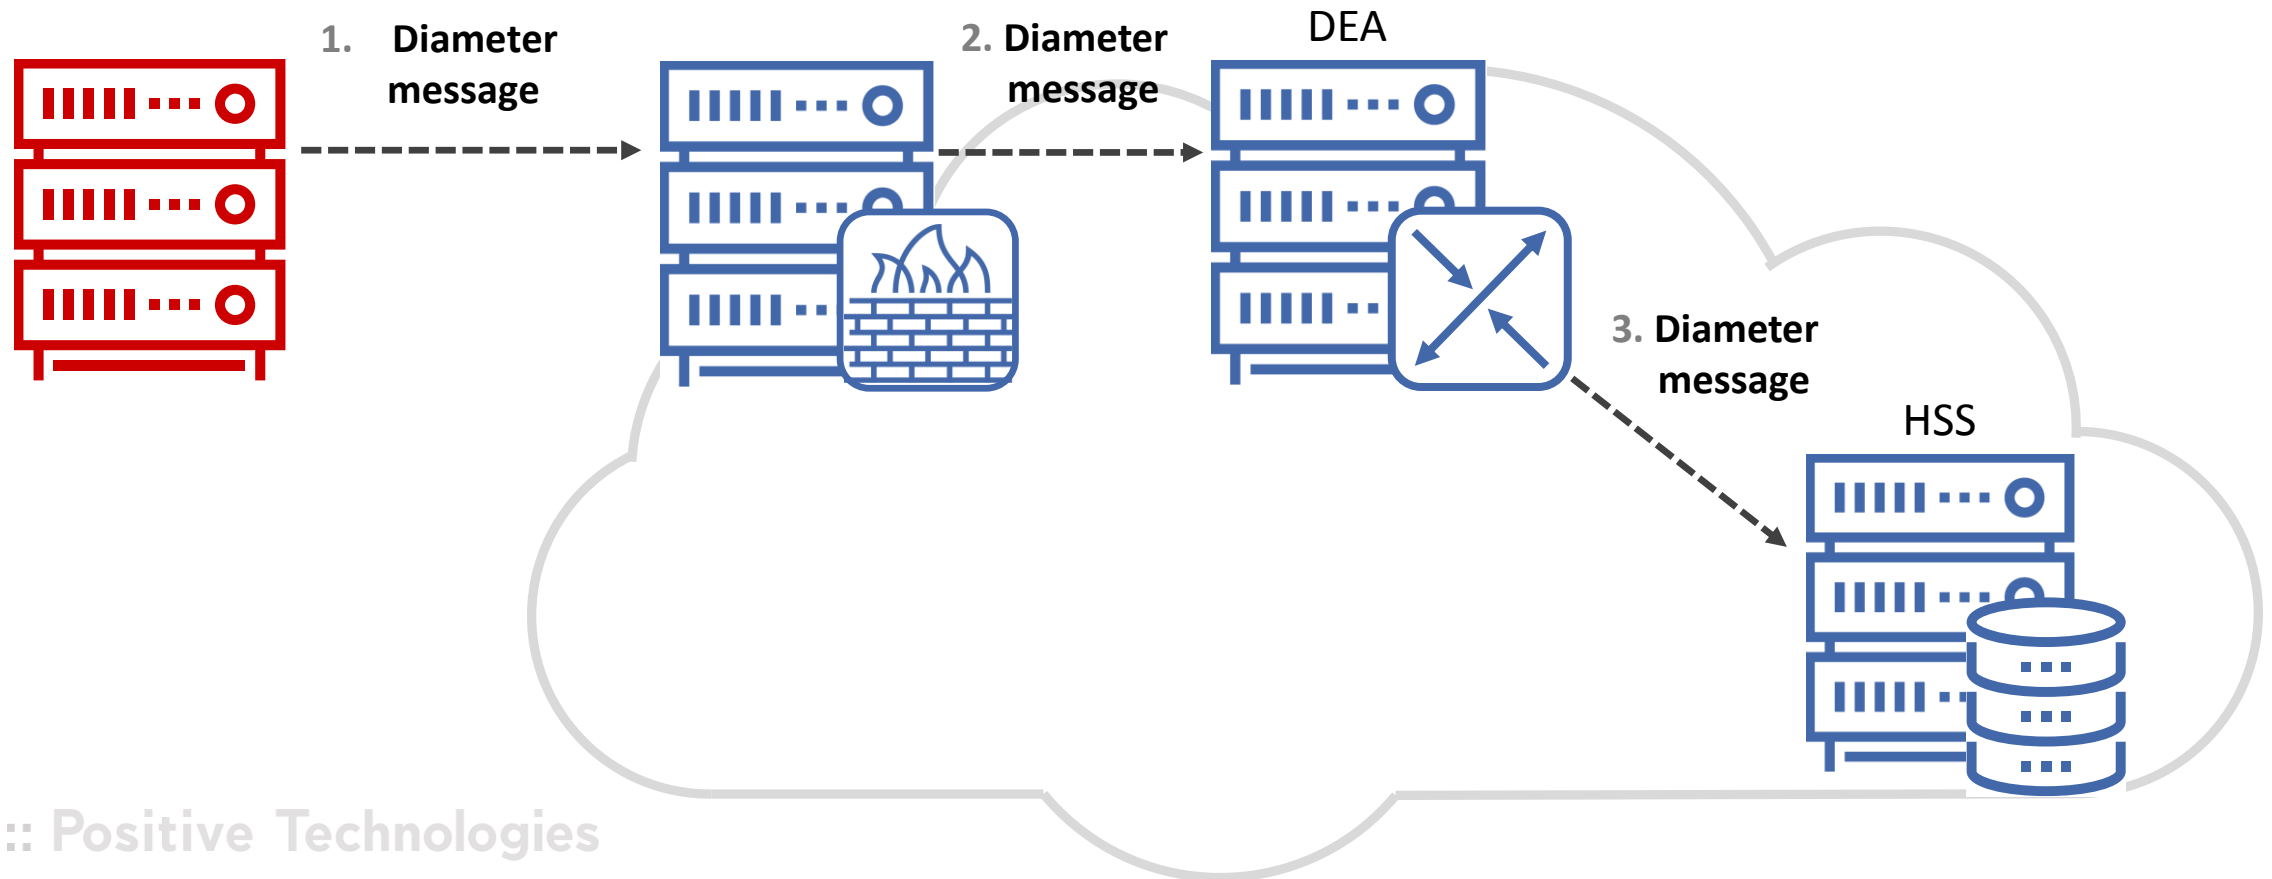 1. Diameter
message
2. Diameter
message
DEA
3. Diameter
message
HSS
:: Positive Technologies